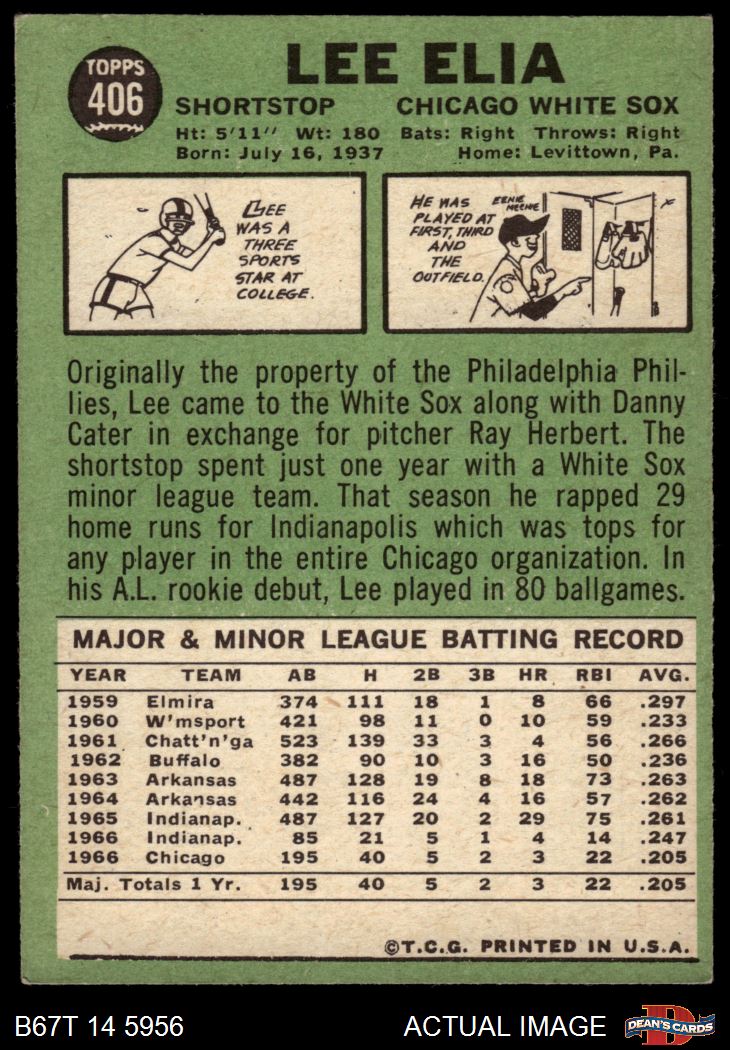 TOPPS
406
LEE ELIA
SHORTSTOP CHICAGO WHITE SOX
Ht: 5'11" Wt: 180 Bats: Right Throws: Right
Born: July 16, 1937 Home: Levittown, Pa.
LEE
WAS A
THREE
SPORTS
STAR AT
COLLEGE.
HE WAS
PLAYED AT
FIRST, THIRD
AND
THE
OUTFIELD.
EENIE
MEENIE
Originally the property of the Philadelphia Phil-
lies, Lee came to the White Sox along with Danny
Cater in exchange for pitcher Ray Herbert. The
shortstop spent just one year with a White Sox
minor league team. That season he rapped 29
home runs for Indianapolis which was tops for
any player in the entire Chicago organization. In
his A.L. rookie debut, Lee played in 80 ballgames.
MAJOR & MINOR LEAGUE BATTING RECORD
YEAR TEAM AB H 2B 3B HR RBI AVG.
1959 Elmira 374 111 18 1 8 66 .297
1960 W'msport 421 98 11 0 10 59 .233
1961 Chatt'n'ga 523 139 33 3 4 56 .266
1962 Buffalo 382 90 10 3 16 50 .236
1963 Arkansas 487 128 19 8 18 73 .263
1964 Arkansas 442 116 24 4 16 57 .262
1965 Indianap. 487 127 20 2 29 75 .261
1966 Indianap. 85 21 5 1 4 14 .247
1966 Chicago 195 40 5 2 3 22 .205
Maj. Totals 1 Yr. 195 40 5 2 3 22 .205
©T.C.G. PRINTED IN U.S.A.
B67T 14 5956 ACTUAL IMAGE
D
DEAN'S CARDS